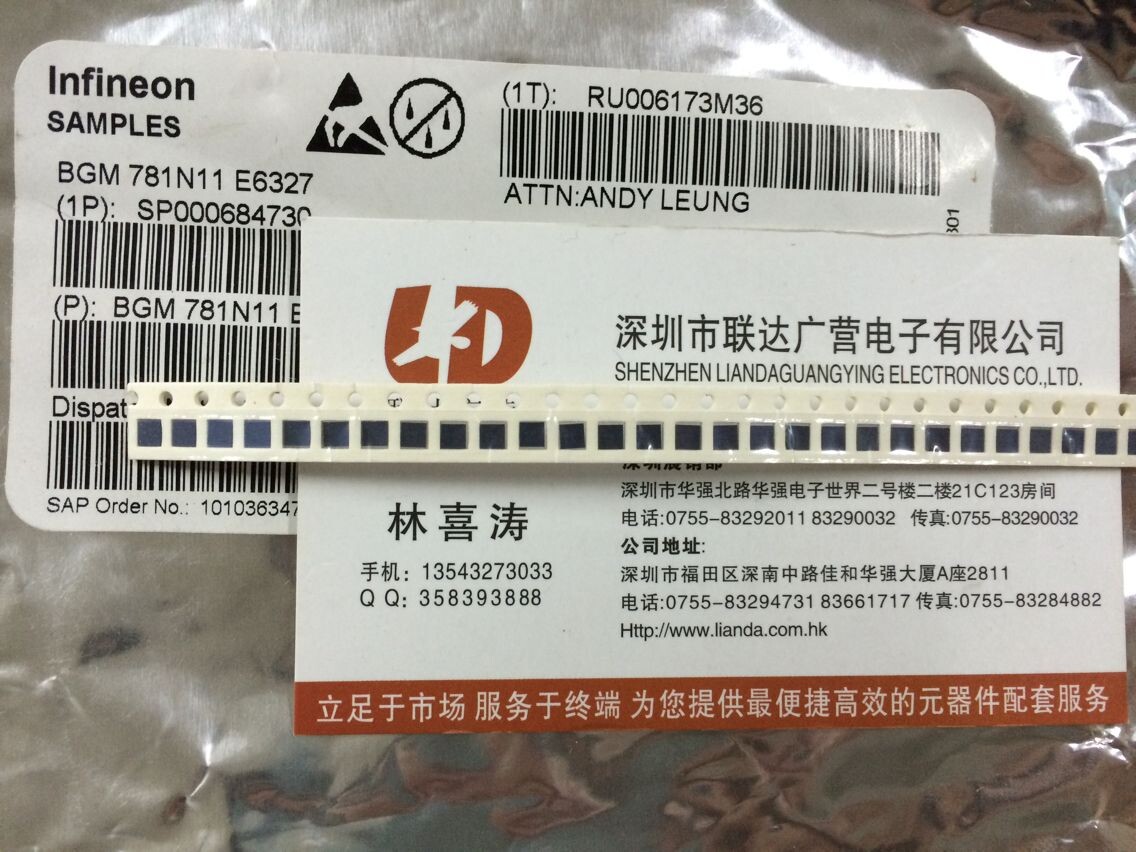 Infineon
SAMPLES
BGM 781N11 E6327
(1P): SP000684730
(P): BGM 781N11
SAP Order No.:
(1T): RU006173M36
ATTN:ANDY LEUNG
深圳市联达广营电子有限公司
SHENZHEN LIANDAGUANGYING ELECTRONICS CO.,LTD.
深圳市华强北路华强电子世界二号楼二楼21C123房间
电话:0755-83292011 83290032 传真:0755-83290032
公司地址:
深圳市福田区深南中路佳和华强大厦A座2811
电话:0755-83294731 83661717 传真:0755-83284882
Http://www.lianda.com.hk
林喜涛
手机: 13543273033
QQ: 358393888
立足于市场 服务于终端 为您提供最便捷高效的元器件配套服务